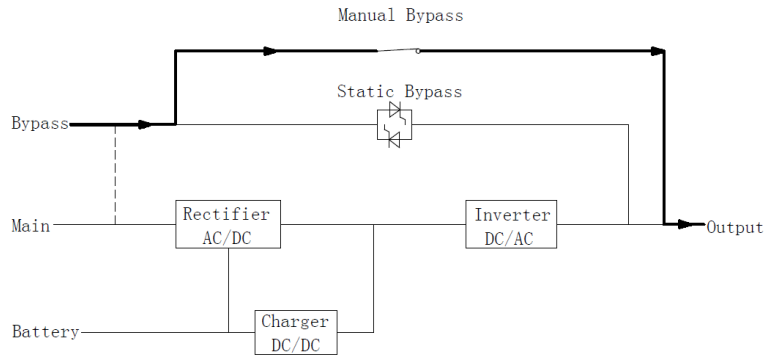 Manual Bypass
Static Bypass
Bypass
Main
Rectifier
AC/DC
Inverter
DC/AC
Output
Battery
Charger
DC/DC